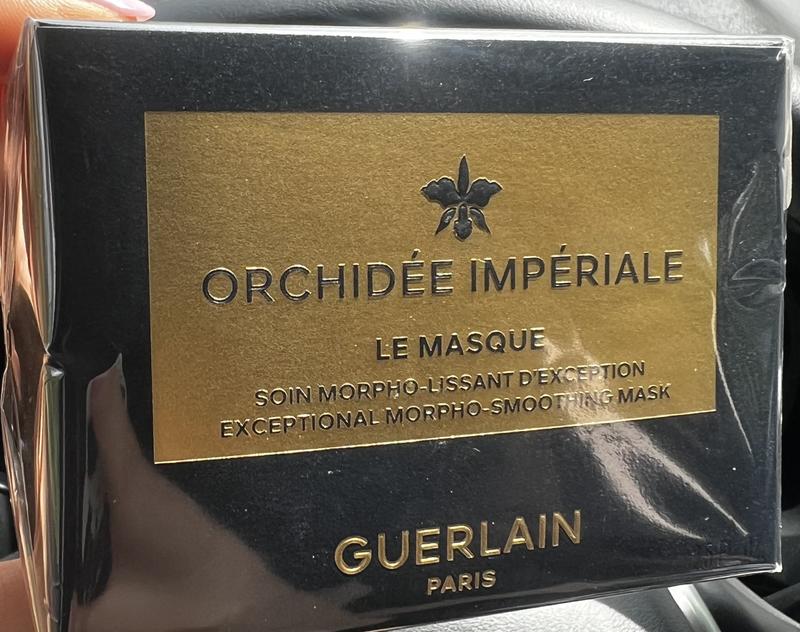 ORCHIDÉE IMPÉRIALE
LE MASQUE
SOIN MORPHO-LISSANT D'EXCEPTION
EXCEPTIONAL MORPHO-SMOOTHING MASK
GUERLAIN
PARIS